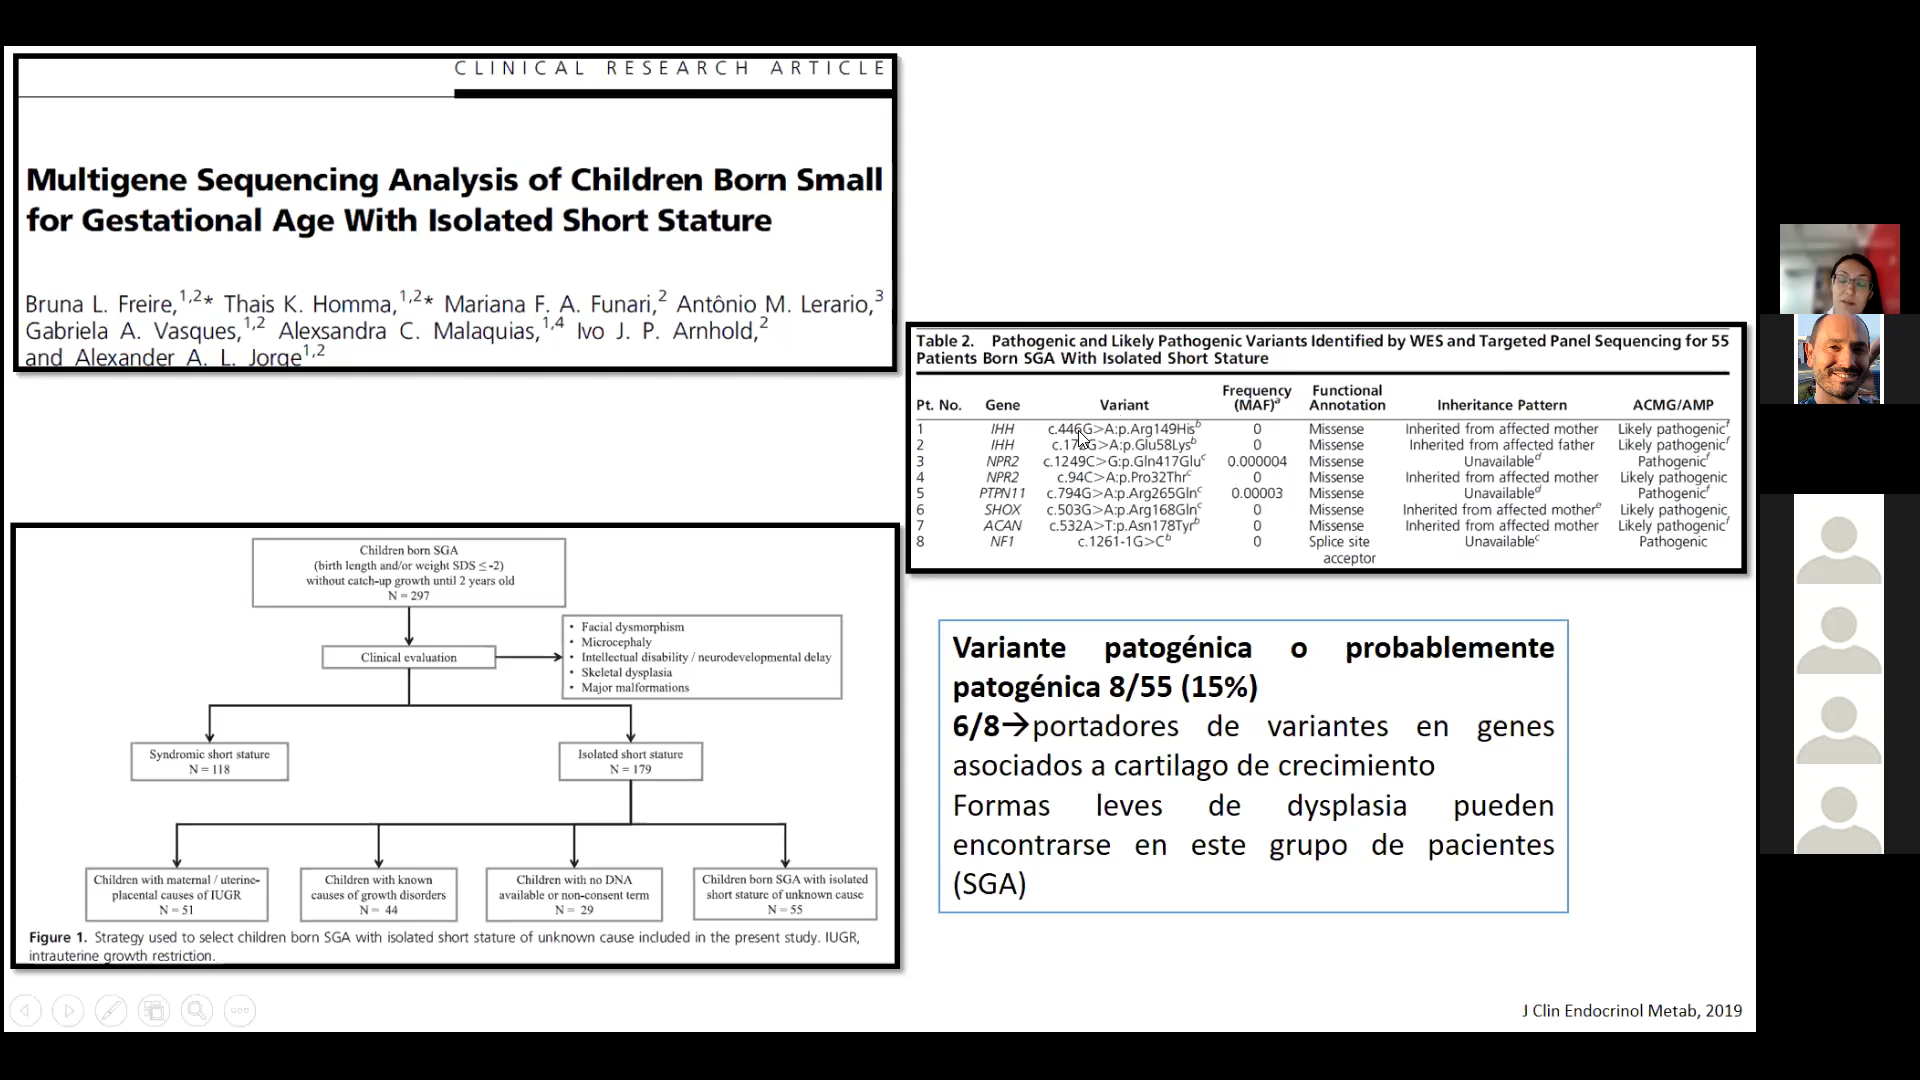 CLINICAL RESEARCH ARTICLE
Multigene Sequencing Analysis of Children Born Small
for Gestational Age With Isolated Short Stature
Bruna L. Freire,1,2* Thais K. Homma,1,2* Mariana F. A. Funari,2 Antônio M. Lerario,3
Gabriela A. Vasques,1,2 Alexsandra C. Malaquias,1,4 Ivo J. P. Arnhold,2
and Alexander A. L. Jorge1,2
Table 2. Pathogenic and Likely Pathogenic Variants Identified by WES and Targeted Panel Sequencing for 55
Patients Born SGA With Isolated Short Stature
Pt. No. Gene Variant Frequency (MAF)a Functional Annotation Inheritance Pattern ACMG/AMP
1 IHH c.446G>A:p.Arg149Hisb 0 Missense Inherited from affected mother Likely pathogenicf
2 IHH G>A:p.Glu58Lysb 0 Missense Inherited from affected father Likely pathogenicf
3 NPR2 c.1249C>G:p.Gln417Gluc 0.000004 Missense Unavailabled Pathogenicf
4 NPR2 c.94C>A:p.Pro32Thrc 0 Missense Inherited from affected mother Likely pathogenic
5 PTPN11 c.794G>A:p.Arg265Glnc 0.00003 Missense Unavailabled Pathogenicf
6 SHOX c.503G>A:p.Arg168Glnc 0 Missense Inherited from affected mothere Likely pathogenic
7 ACAN c.532A>T:p.Asn178Tyrb 0 Missense Inherited from affected mother Likely pathogenicf
8 NF1 c.1261-1G>Cb 0 Splice site Unavailablec Pathogenic
acceptor
Children born SGA
(birth length and/or weight SDS ≤ -2)
without catch-up growth until 2 years old
N = 297
Clinical evaluation
• Facial dysmorphism
• Microcephaly
• Intellectual disability / neurodevelopmental delay
• Skeletal dysplasia
• Major malformations
Syndromic short stature
N = 118
Isolated short stature
N = 179
Children with maternal / uterine-
placental causes of IUGR
N = 51
Children with known
causes of growth disorders
N = 44
Children with no DNA
available or non-consent term
N = 29
Children born SGA with isolated
short stature of unknown cause
N = 55
Figure 1. Strategy used to select children born SGA with isolated short stature of unknown cause included in the present study. IUGR,
intrauterine growth restriction.
Variante patogénica o probablemente
patogénica 8/55 (15%)
6/8→portadores de variantes en genes
asociados a cartilago de crecimiento
Formas leves de dysplasia pueden
encontrarse en este grupo de pacientes
(SGA)
J Clin Endocrinol Metab, 2019